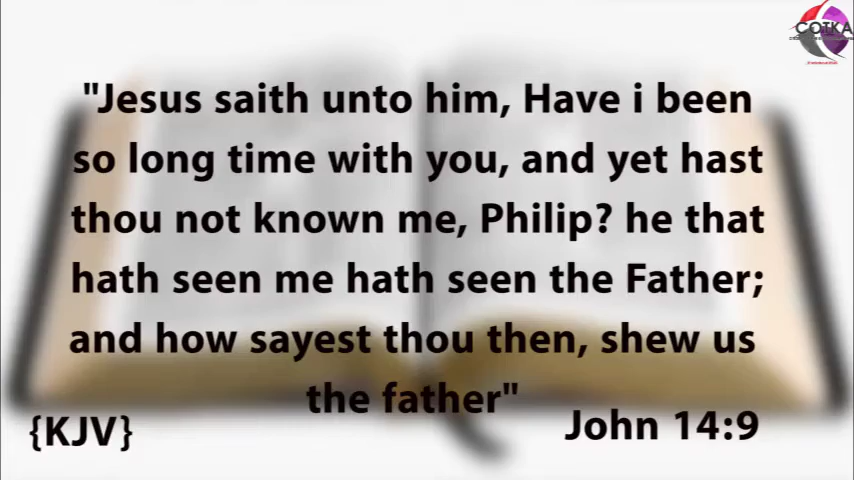 COTKA
"Jesus saith unto him, Have i been
so long time with you, and yet hast
thou not known me, Philip? he that
hath seen me hath seen the Father;
and how sayest thou then, shew us
the father"
{KJV}
John 14:9